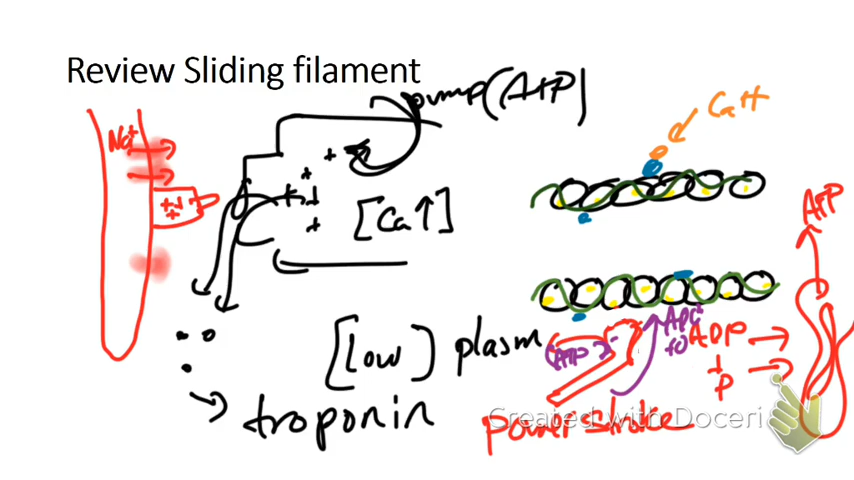 Review Sliding filament
pump(ATP)
Ca++
Na+
[Ca↑]
ATP
[low] plasm
ADP
+
P
troponin
Power stroke
Created with Doceri